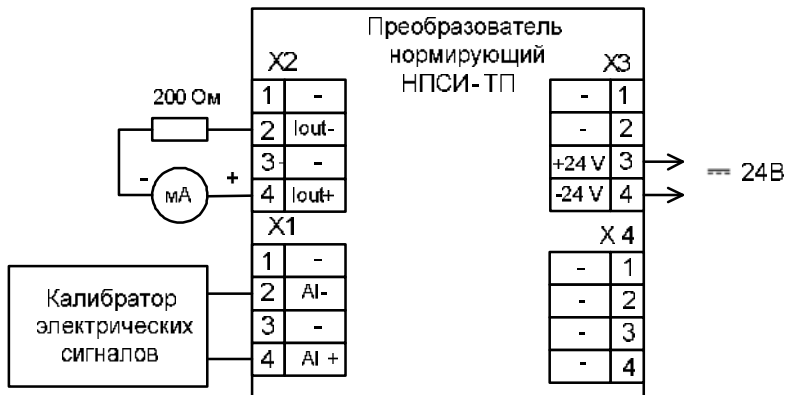 Преобразователь
нормирующий
НПСИ-ТП
X2
1 -
2 Iout-
3 -
4 Iout+
X3
- 1
- 2
+24 V 3
-24 V 4
200 Ом
- мА +
⎓ 24В
X1
1 -
2 AI-
3 -
4 AI +
X 4
- 1
- 2
- 3
- 4
Калибратор
электрических
сигналов